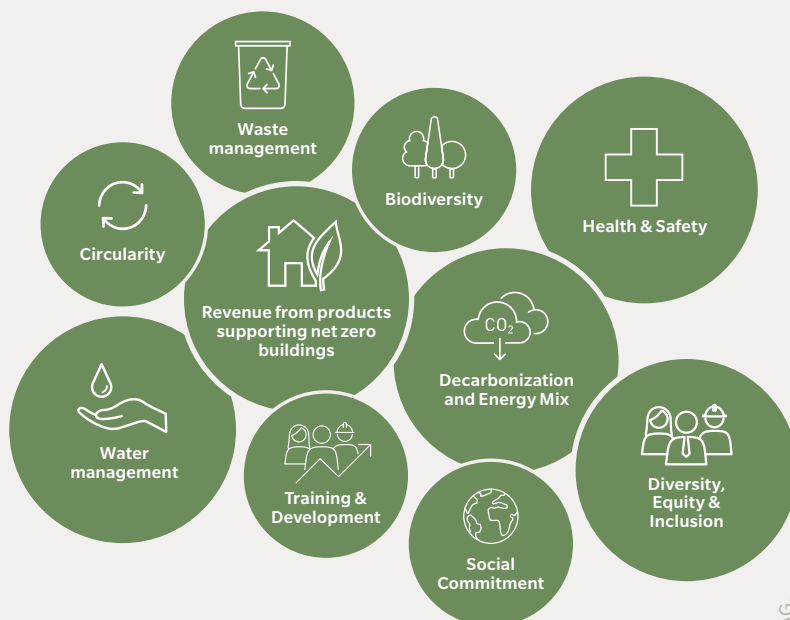 Waste
management
Biodiversity
Health & Safety
Circularity
Revenue from products
supporting net zero
buildings
CO₂
Decarbonization
and Energy Mix
Water
management
Training &
Development
Diversity,
Equity &
Inclusion
Social
Commitment
AG